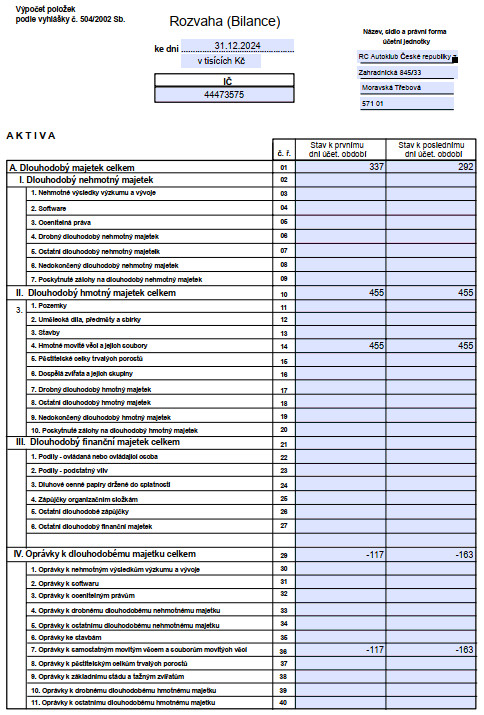 Výpočet položek
podle vyhlášky č. 504/2002 Sb.
Rozvaha (Bilance)
ke dni 31.12.2024
v tisících Kč
IČ
44473575
Název, sídlo a právní forma
účetní jednotky
RC Autoklub České republiky
Zahradnická 845/33
Moravská Třebová
571 01
AKTIVA
č. ř. Stav k prvnímu dni účet. období Stav k poslednímu dni účet. období
A. Dlouhodobý majetek celkem 01 337 292
I. Dlouhodobý nehmotný majetek 02
1. Nehmotné výsledky výzkumu a vývoje 03
2. Software 04
3. Ocenitelná práva 05
4. Drobný dlouhodobý nehmotný majetek 06
5. Ostatní dlouhodobý nehmotný majetek 07
6. Nedokončený dlouhodobý nehmotný majetek 08
7. Poskytnuté zálohy na dlouhodobý nehmotný majetek 09
II. Dlouhodobý hmotný majetek celkem 10 455 455
3. 1. Pozemky 11
2. Umělecká díla, předměty a sbírky 12
3. Stavby 13
4. Hmotné movité věci a jejich soubory 14 455 455
5. Pěstitelské celky trvalých porostů 15
6. Dospělá zvířata a jejich skupiny 16
7. Drobný dlouhodobý hmotný majetek 17
8. Ostatní dlouhodobý hmotný majetek 18
9. Nedokončený dlouhodobý hmotný majetek 19
10. Poskytnuté zálohy na dlouhodobý hmotný majetek 20
III. Dlouhodobý finanční majetek celkem 21
1. Podíly - ovládaná nebo ovládající osoba 22
2. Podíly - podstatný vliv 23
3. Dluhové cenné papíry držené do splatnosti 24
4. Zápůjčky organizačním složkám 25
5. Ostatní dlouhodobé zápůjčky 26
6. Ostatní dlouhodobý finanční majetek 27
IV. Oprávky k dlouhodobému majetku celkem 29 -117 -163
1. Oprávky k nehmotným výsledkům výzkumu a vývoje 30
2. Oprávky k softwaru 31
3. Oprávky k ocenitelným právům 32
4. Oprávky k drobnému dlouhodobému nehmotnému majetku 33
5. Oprávky k ostatnímu dlouhodobému nehmotnému majetku 34
6. Oprávky ke stavbám 35
7. Oprávky k samostatným movitým věcem a souborům movitých věcí 36 -117 -163
8. Oprávky k pěstitelským celkům trvalých porostů 37
9. Oprávky k základnímu stádu a tažným zvířatům 38
10. Oprávky k drobnému dlouhodobému hmotnému majetku 39
11. Oprávky k ostatnímu dlouhodobému hmotnému majetku 40